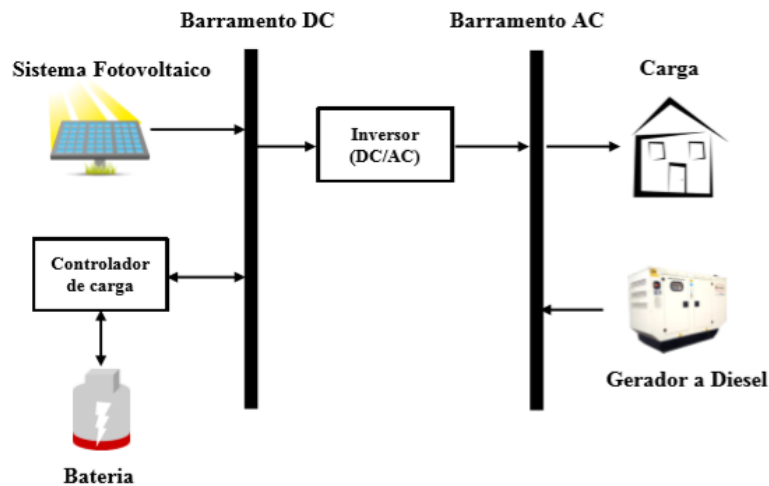 Barramento DC
Barramento AC
Sistema Fotovoltaico
Carga
Inversor
(DC/AC)
Controlador
de carga
Gerador a Diesel
Bateria